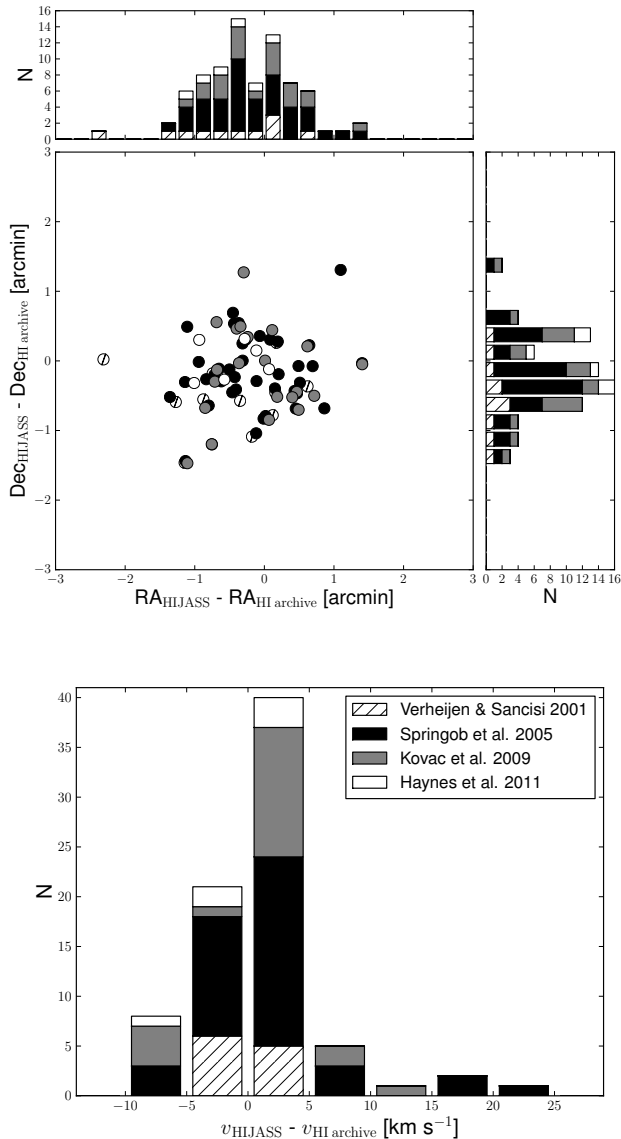 16
14
12
10
8
6
4
2
0
N
3
2
1
0
−1
−2
−3
Dec_HIJASS - Dec_HI archive [arcmin]
−3 −2 −1 0 1 2 3
RA_HIJASS - RA_HI archive [arcmin]
0 2 4 6 8 10 12 14 16
N
40
35
30
25
20
15
10
5
0
N
Verheijen & Sancisi 2001
Springob et al. 2005
Kovac et al. 2009
Haynes et al. 2011
−10 −5 0 5 10 15 20 25
v_HIJASS - v_HI archive [km s⁻¹]